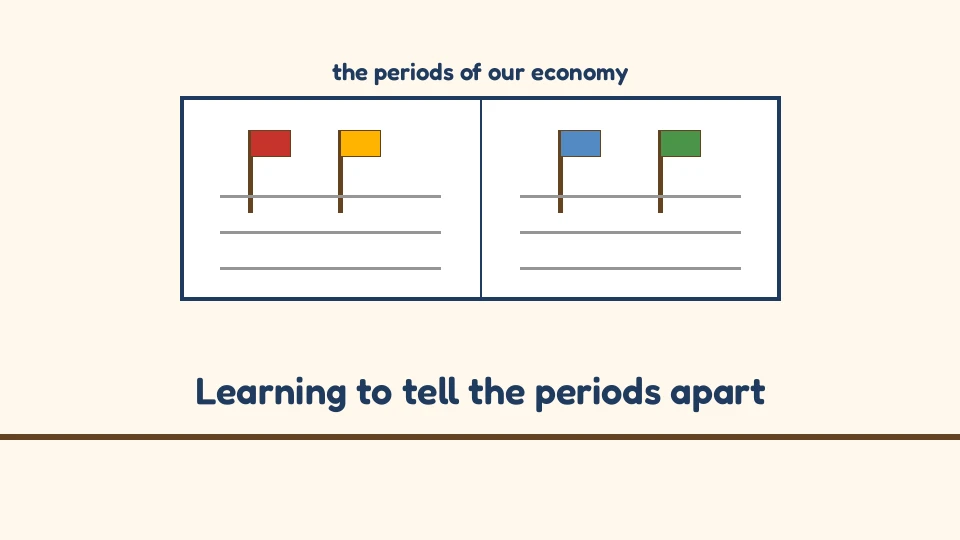 the periods of our economy
Learning to tell the periods apart